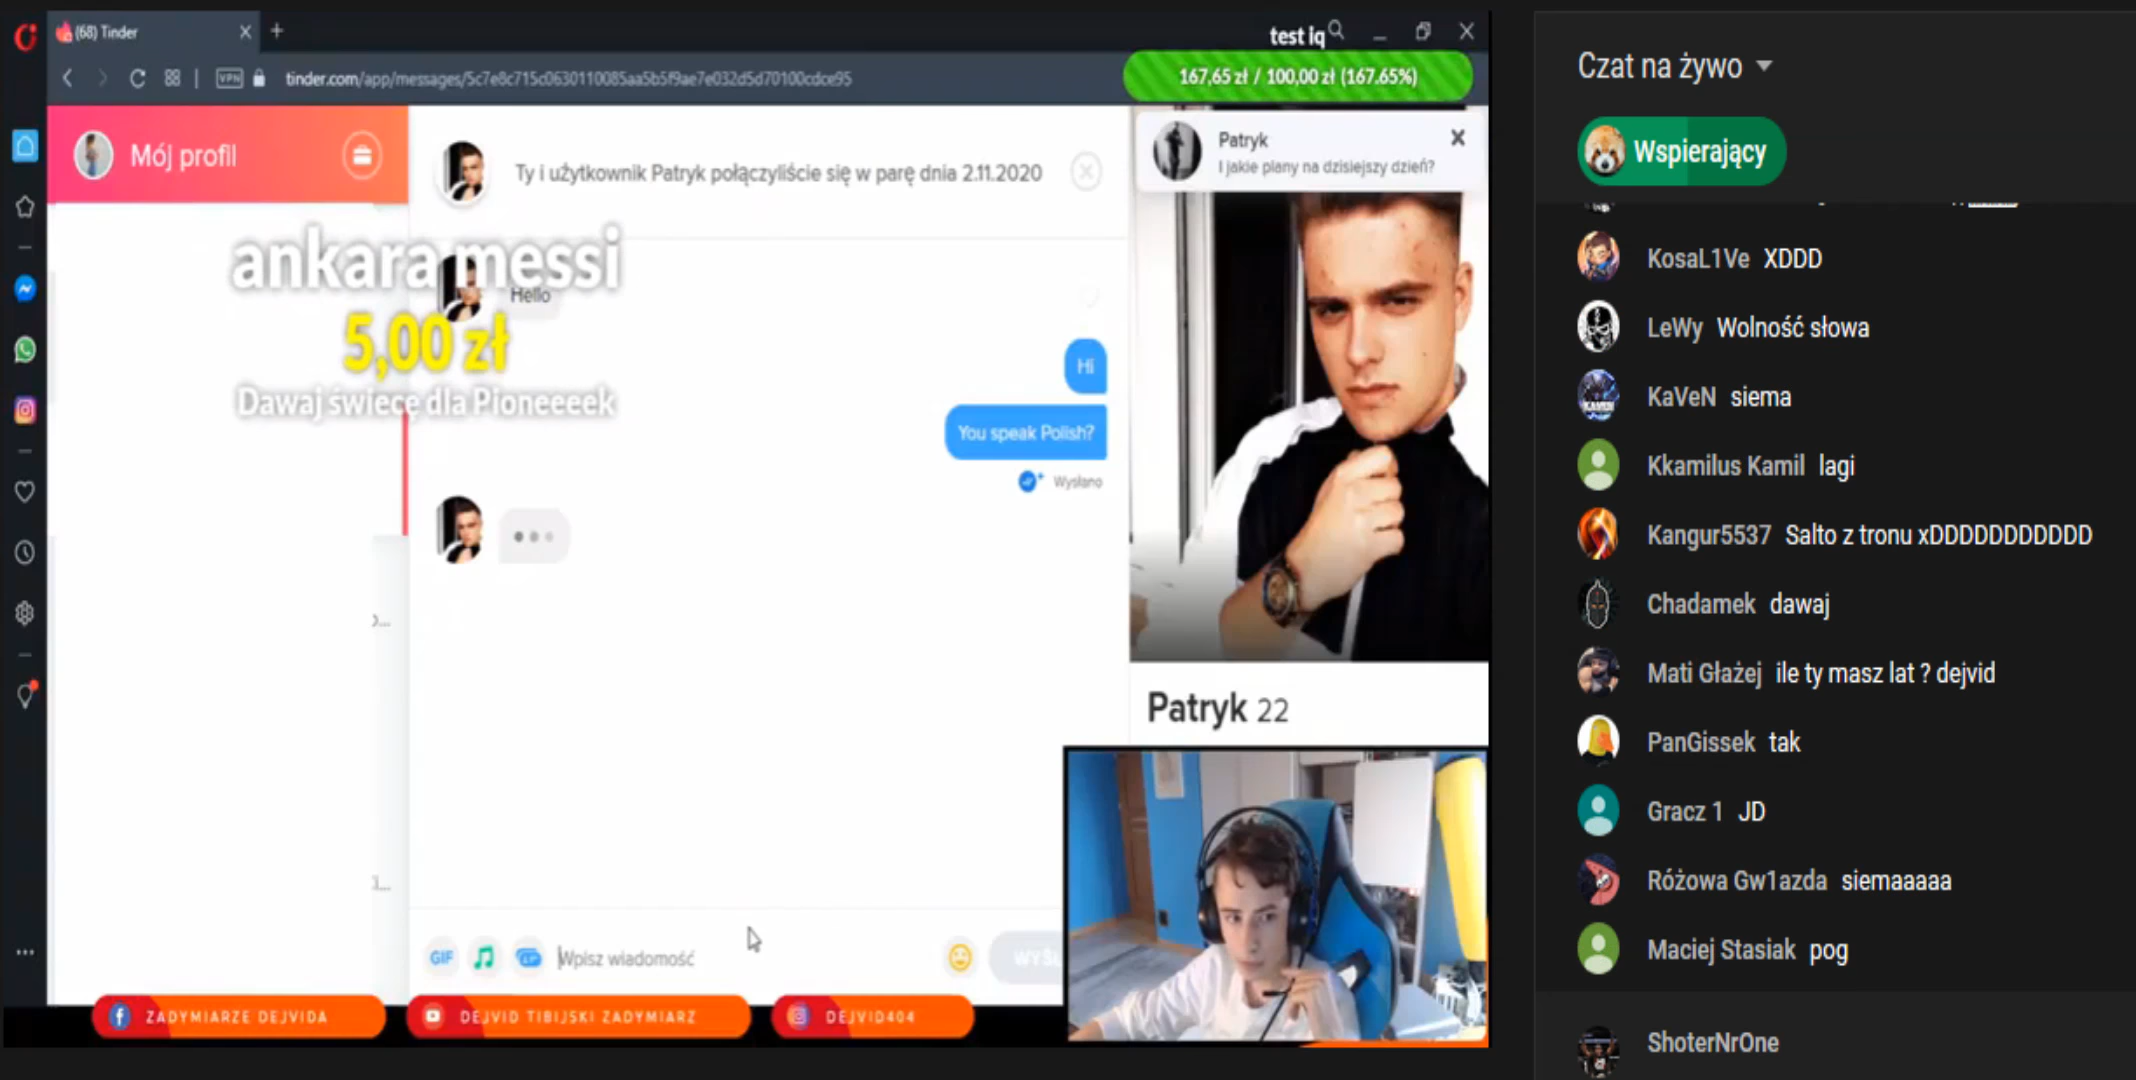 (68) Tinder
test iq
VPN
tinder.com/app/messages/5c7e8c715c0630110085aa5b5f9ae7e032d5d70100cdce95
167,65 zł / 100,00 zł (167.65%)
Mój profil
Ty i użytkownik Patryk połączyliście się w parę dnia 2.11.2020
Patryk
I jakie plany na dzisiejszy dzień?
ankara messi
Hello
5,00 zł
Dawaj świecę dla Pioneeeek
Hi
You speak Polish?
Wysłano
Patryk 22
GIF
Wpisz wiadomość
ZADYMIARZE DEJVIDA
DEJVID TIBIJSKI ZADYMIARZ
DEJVID404
Czat na żywo
Wspierający
KosaL1Ve XDDD
LeWy Wolność słowa
KaVeN siema
Kkamilus Kamil lagi
Kangur5537 Salto z tronu xDDDDDDDDDDD
Chadamek dawaj
Mati Głażej ile ty masz lat ? dejvid
PanGissek tak
Gracz 1 JD
Różowa Gw1azda siemaaaaa
Maciej Stasiak pog
ShoterNrOne